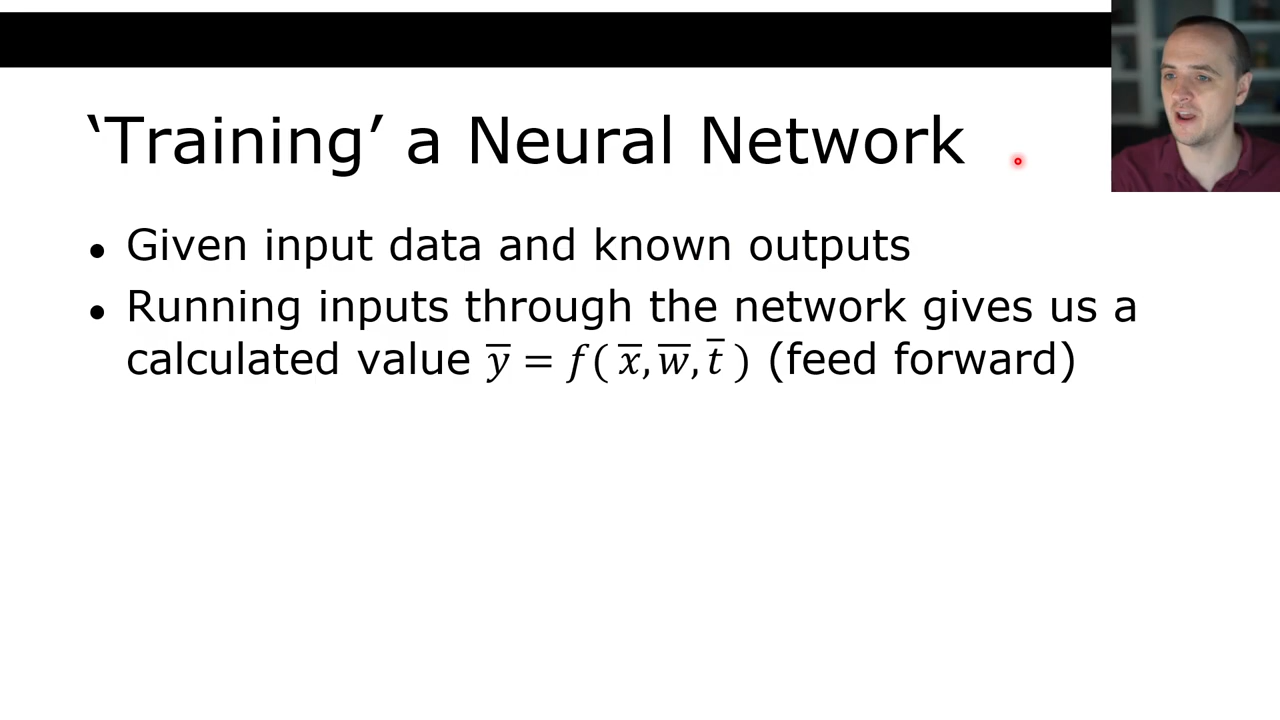 ‘Training’ a Neural Network
• Given input data and known outputs
• Running inputs through the network gives us a
calculated value y̅ = f( x̅, w̅, t̅ ) (feed forward)